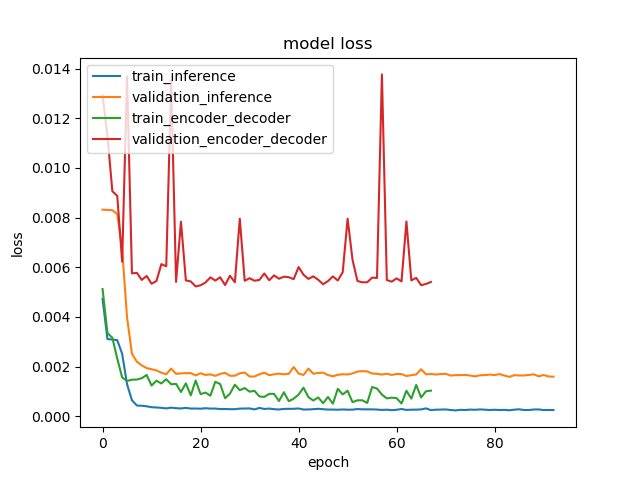 model loss
train_inference
validation_inference
train_encoder_decoder
validation_encoder_decoder
0.014
0.012
0.010
0.008
0.006
0.004
0.002
0.000
loss
0 20 40 60 80
epoch